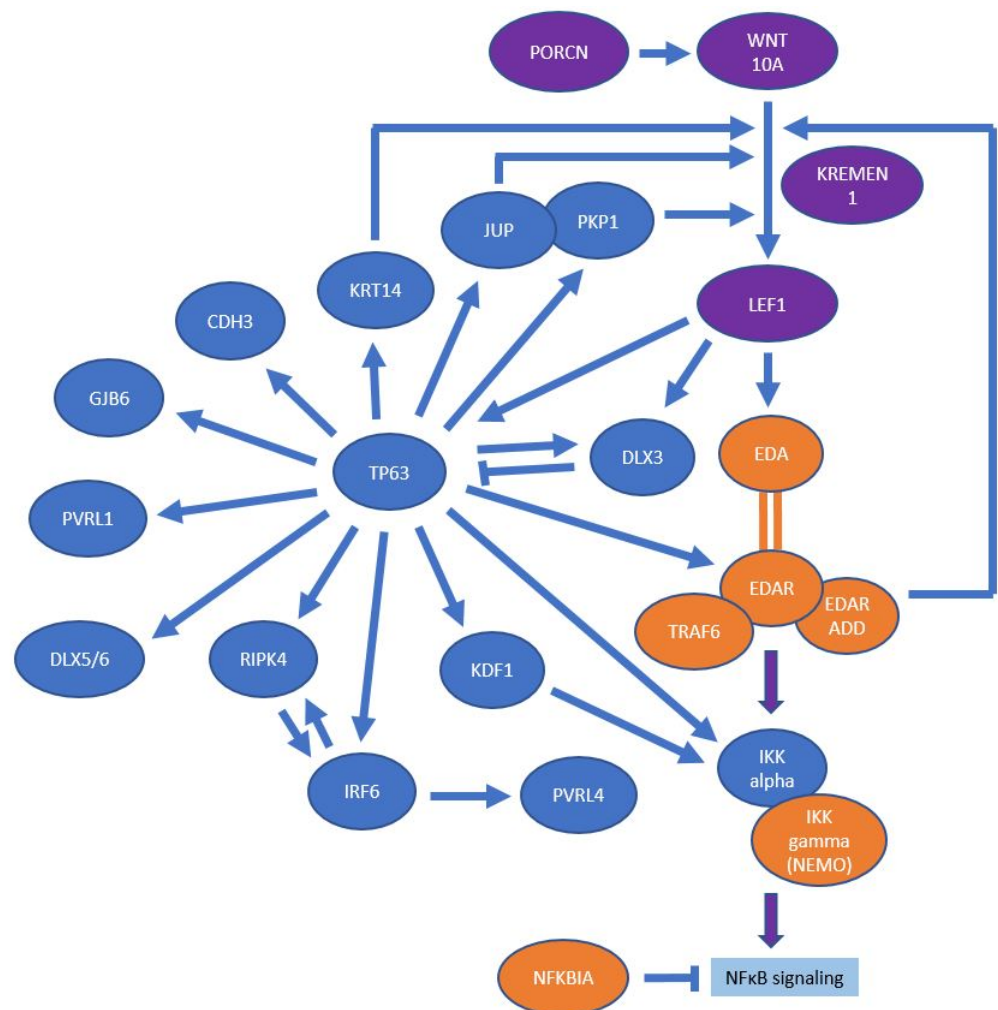 PORCN
WNT
10A
KREMEN
1
JUP
PKP1
KRT14
LEF1
CDH3
GJB6
TP63
DLX3
EDA
PVRL1
EDAR
EDAR
ADD
TRAF6
DLX5/6
RIPK4
KDF1
IKK
alpha
IRF6
PVRL4
IKK
gamma
(NEMO)
NFKBIA
NFκB signaling